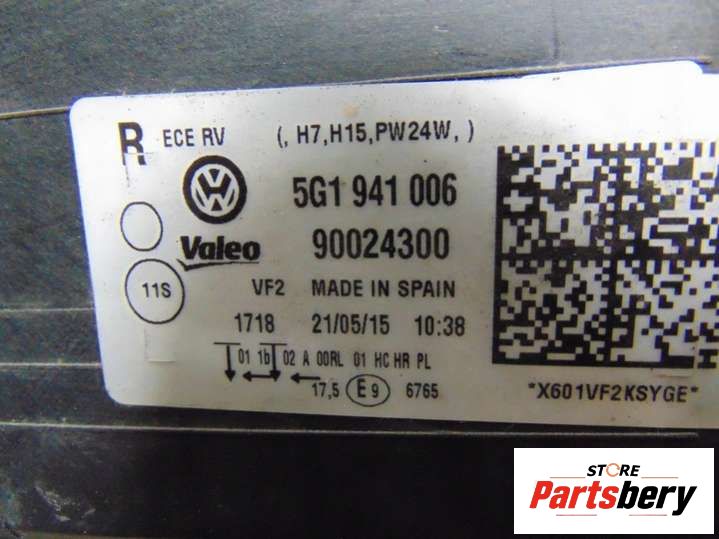 R ECE RV (, H7,H15,PW24W, )
5G1 941 006
Valeo 90024300
11S VF2 MADE IN SPAIN
1718 21/05/15 10:38
01 1b 02 A 00RL 01 HC HR PL
17,5 E9 6765
*X601VF2KSYGE*
STORE
Partsbery